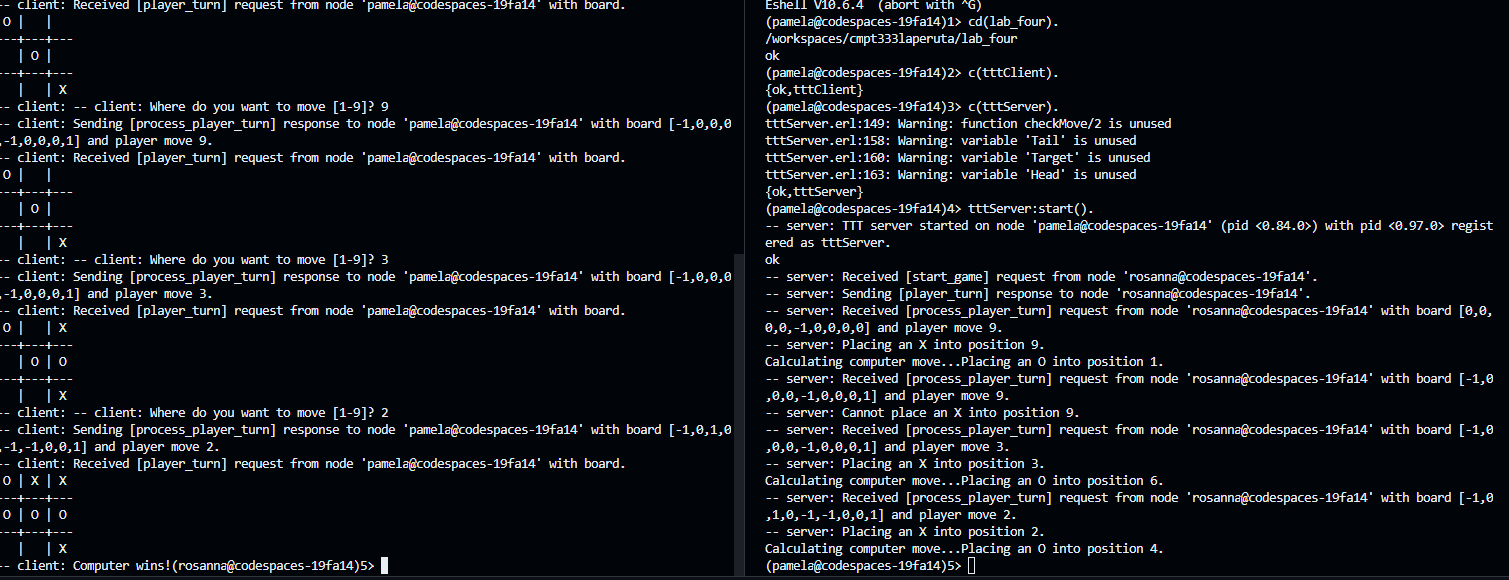 -- client: Received [player_turn] request from node 'pamela@codespaces-19fa14' with board.
O |   |
---+---+---
| O |
---+---+---
|   | X
-- client: -- client: Where do you want to move [1-9]? 9
-- client: Sending [process_player_turn] response to node 'pamela@codespaces-19fa14' with board [-1,0,0,0
,-1,0,0,0,1] and player move 9.
-- client: Received [player_turn] request from node 'pamela@codespaces-19fa14' with board.
O |   |
---+---+---
| O |
---+---+---
|   | X
-- client: -- client: Where do you want to move [1-9]? 3
-- client: Sending [process_player_turn] response to node 'pamela@codespaces-19fa14' with board [-1,0,0,0
,-1,0,0,0,1] and player move 3.
-- client: Received [player_turn] request from node 'pamela@codespaces-19fa14' with board.
O |   | X
---+---+---
| O | O
---+---+---
|   | X
-- client: -- client: Where do you want to move [1-9]? 2
-- client: Sending [process_player_turn] response to node 'pamela@codespaces-19fa14' with board [-1,0,1,0
,-1,-1,0,0,1] and player move 2.
-- client: Received [player_turn] request from node 'pamela@codespaces-19fa14' with board.
O | X | X
---+---+---
O | O | O
---+---+---
|   | X
-- client: Computer wins!(rosanna@codespaces-19fa14)5>
Eshell V10.6.4  (abort with ^G)
(pamela@codespaces-19fa14)1> cd(lab_four).
/workspaces/cmpt333laperuta/lab_four
ok
(pamela@codespaces-19fa14)2> c(tttClient).
{ok,tttClient}
(pamela@codespaces-19fa14)3> c(tttServer).
tttServer.erl:149: Warning: function checkMove/2 is unused
tttServer.erl:158: Warning: variable 'Tail' is unused
tttServer.erl:160: Warning: variable 'Target' is unused
tttServer.erl:163: Warning: variable 'Head' is unused
{ok,tttServer}
(pamela@codespaces-19fa14)4> tttServer:start().
-- server: TTT server started on node 'pamela@codespaces-19fa14' (pid <0.84.0>) with pid <0.97.0> regist
ered as tttServer.
ok
-- server: Received [start_game] request from node 'rosanna@codespaces-19fa14'.
-- server: Sending [player_turn] response to node 'rosanna@codespaces-19fa14'.
-- server: Received [process_player_turn] request from node 'rosanna@codespaces-19fa14' with board [0,0,
0,0,-1,0,0,0,0] and player move 9.
-- server: Placing an X into position 9.
Calculating computer move...Placing an O into position 1.
-- server: Received [process_player_turn] request from node 'rosanna@codespaces-19fa14' with board [-1,0
,0,0,-1,0,0,0,1] and player move 9.
-- server: Cannot place an X into position 9.
-- server: Received [process_player_turn] request from node 'rosanna@codespaces-19fa14' with board [-1,0
,0,0,-1,0,0,0,1] and player move 3.
-- server: Placing an X into position 3.
Calculating computer move...Placing an O into position 6.
-- server: Received [process_player_turn] request from node 'rosanna@codespaces-19fa14' with board [-1,0
,1,0,-1,-1,0,0,1] and player move 2.
-- server: Placing an X into position 2.
Calculating computer move...Placing an O into position 4.
(pamela@codespaces-19fa14)5>